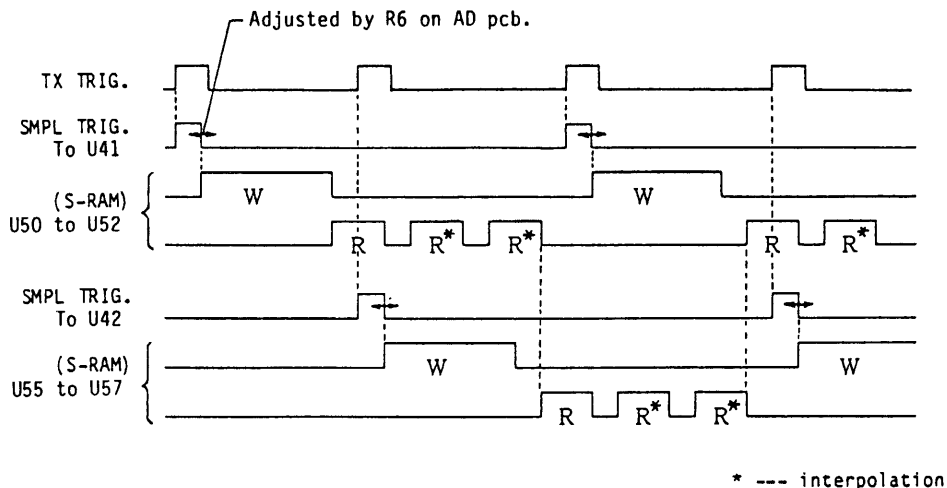 Adjusted by R6 on AD pcb.
TX TRIG.
SMPL TRIG.
To U41
(S-RAM)
U50 to U52
W
W
R
R*
R*
R
R*
SMPL TRIG.
To U42
(S-RAM)
U55 to U57
W
W
R
R*
R*
* --- interpolation